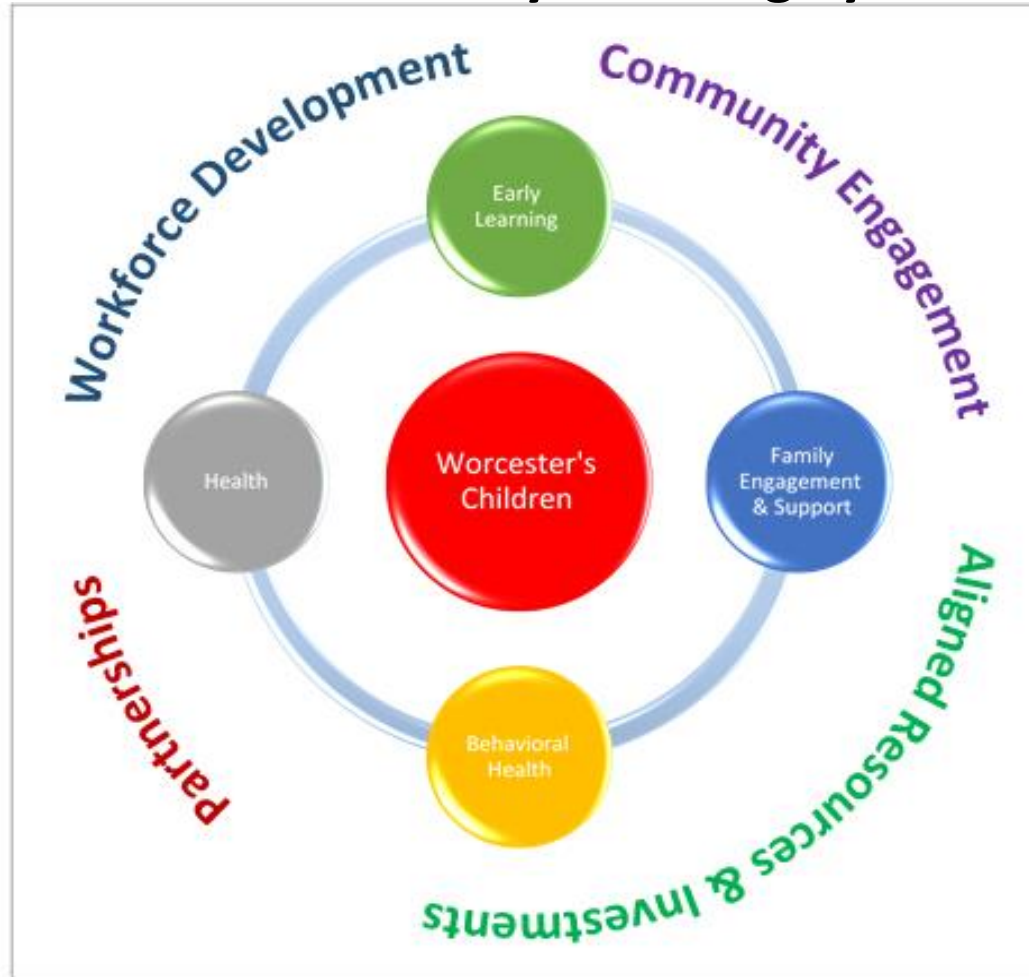 Workforce Development
Community Engagement
Early
Learning
Health
Worcester's
Children
Family
Engagement
& Support
Partnerships
Behavioral
Health
Aligned Resources & Investments